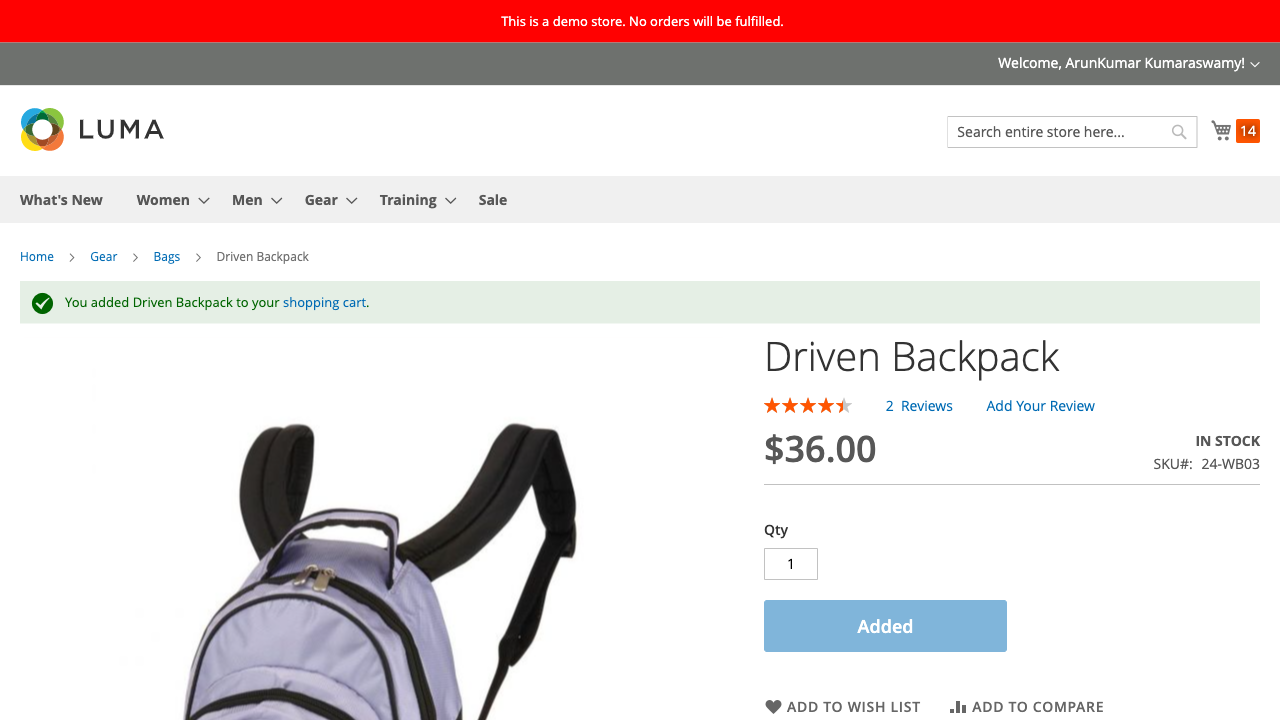 This is a demo store. No orders will be fulfilled.
Welcome, ArunKumar Kumaraswamy!
LUMA
Search entire store here...
14
What's New Women Men Gear Training Sale
Home Gear Bags Driven Backpack
You added Driven Backpack to your shopping cart.
Driven Backpack
2 Reviews Add Your Review
$36.00
IN STOCK
SKU#: 24-WB03
Qty
1
Added
ADD TO WISH LIST ADD TO COMPARE